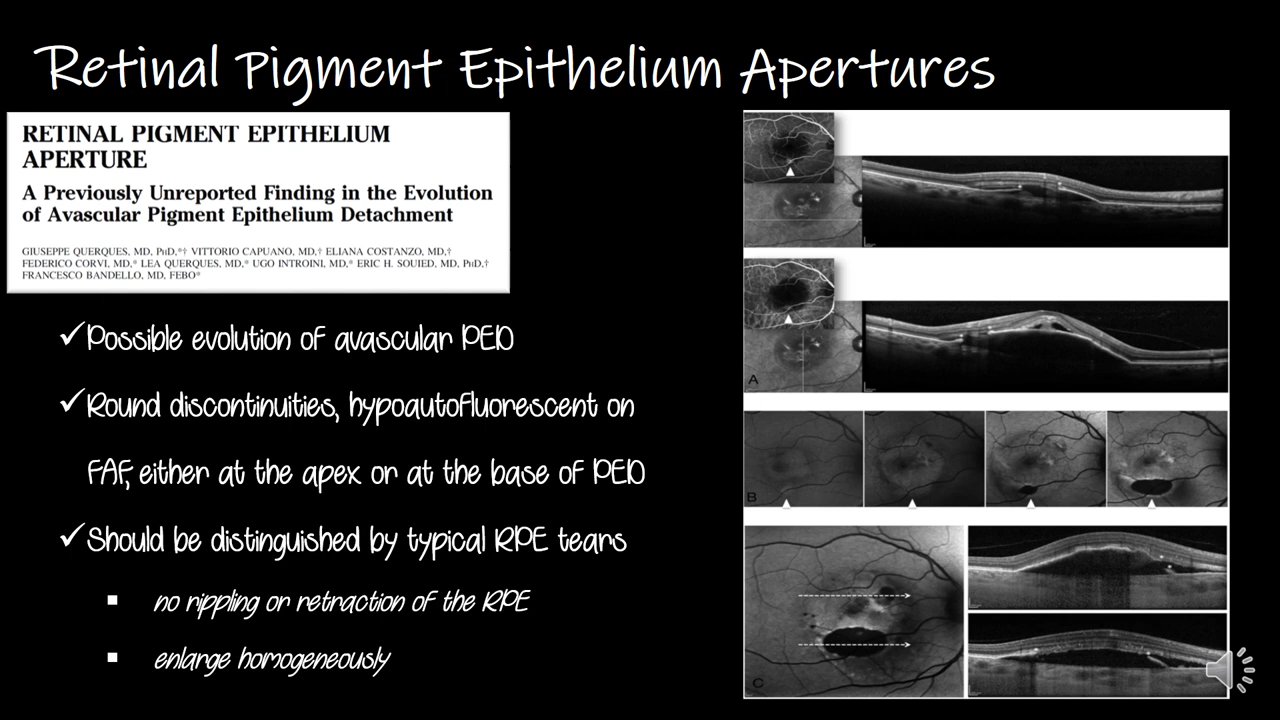 Retinal Pigment Epithelium Apertures
RETINAL PIGMENT EPITHELIUM
APERTURE
A Previously Unreported Finding in the Evolution
of Avascular Pigment Epithelium Detachment
GIUSEPPE QUERQUES, MD, PhD,*† VITTORIO CAPUANO, MD,† ELIANA COSTANZO, MD,†
FEDERICO CORVI, MD,* LEA QUERQUES, MD,* UGO INTROINI, MD,* ERIC H. SOUIED, MD, PhD,†
FRANCESCO BANDELLO, MD, FEBO*
✓Possible evolution of avascular PED
✓Round discontinuities, hypoautofluorescent on
FAF, either at the apex or at the base of PED
✓Should be distinguished by typical RPE tears
▪ no rippling or retraction of the RPE
▪ enlarge homogeneously
A
B
C